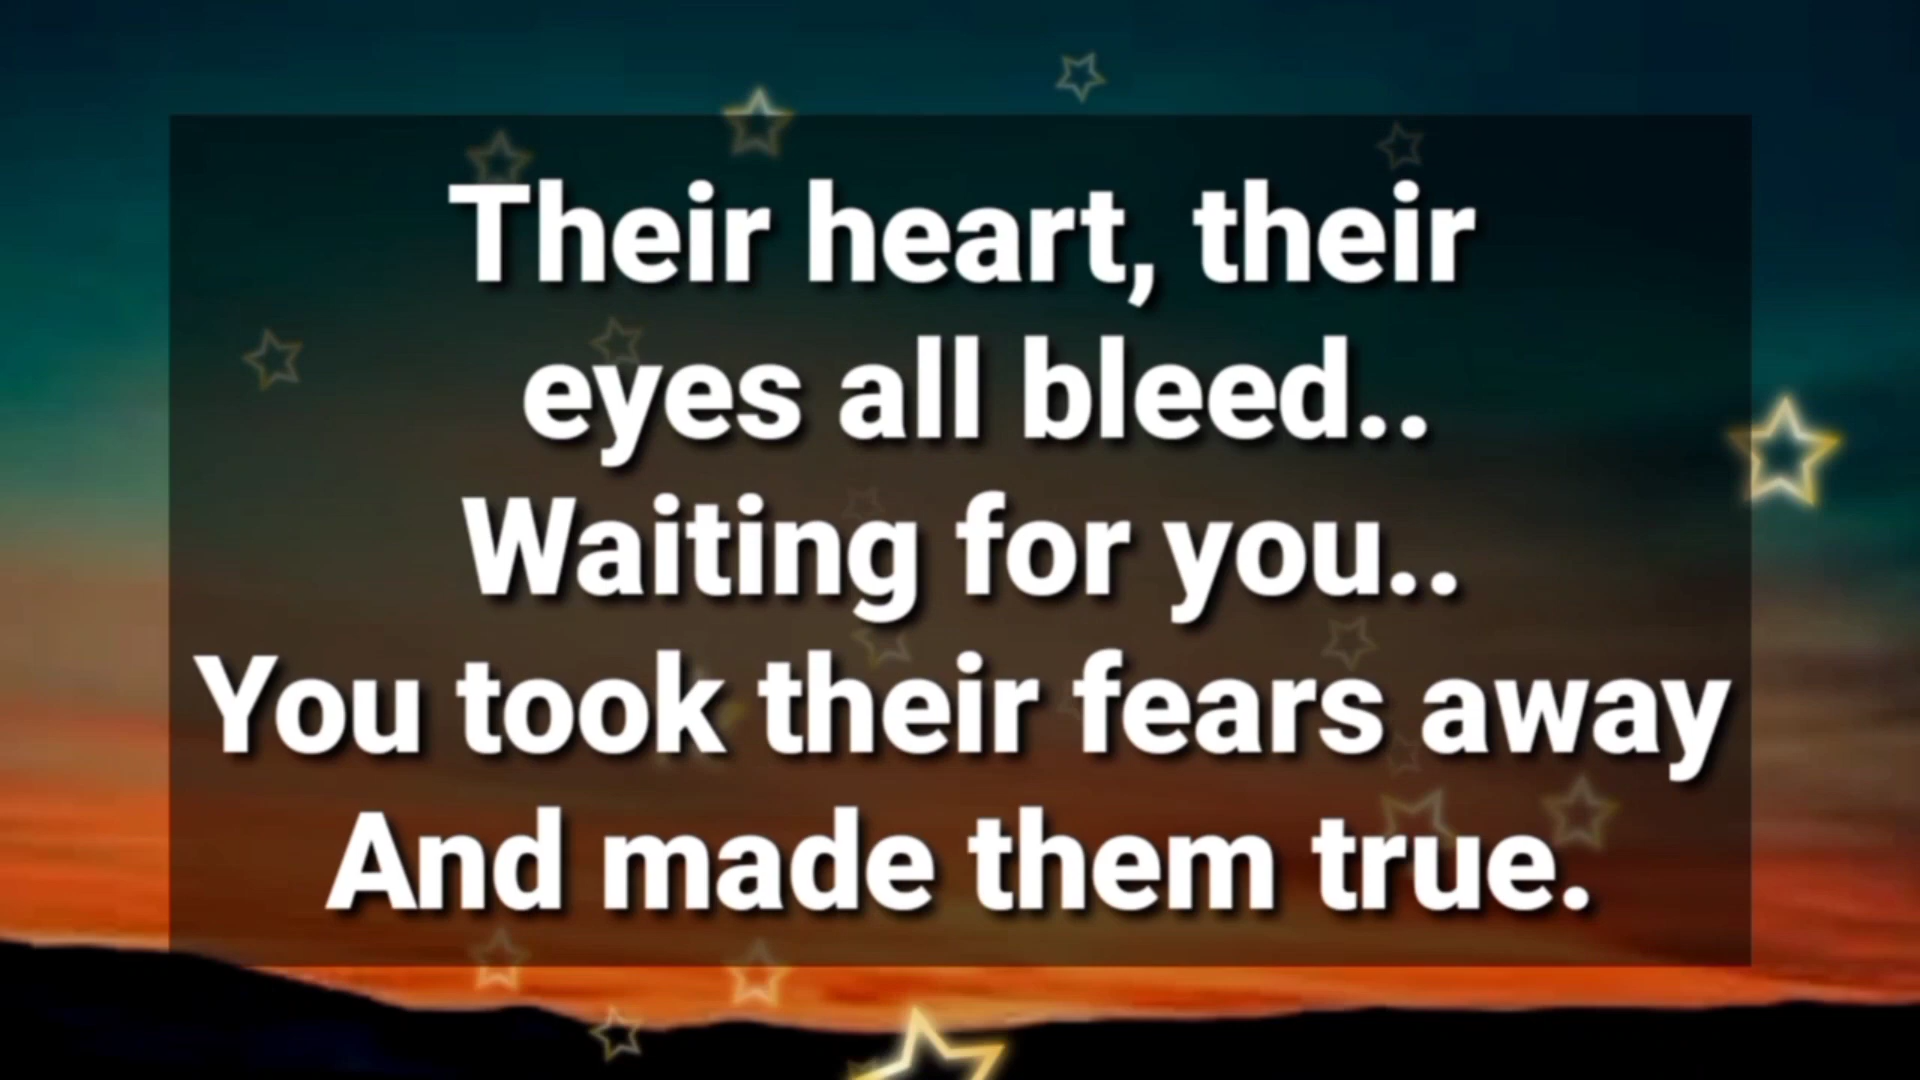 Their heart, their
eyes all bleed..
Waiting for you..
You took their fears away
And made them true.